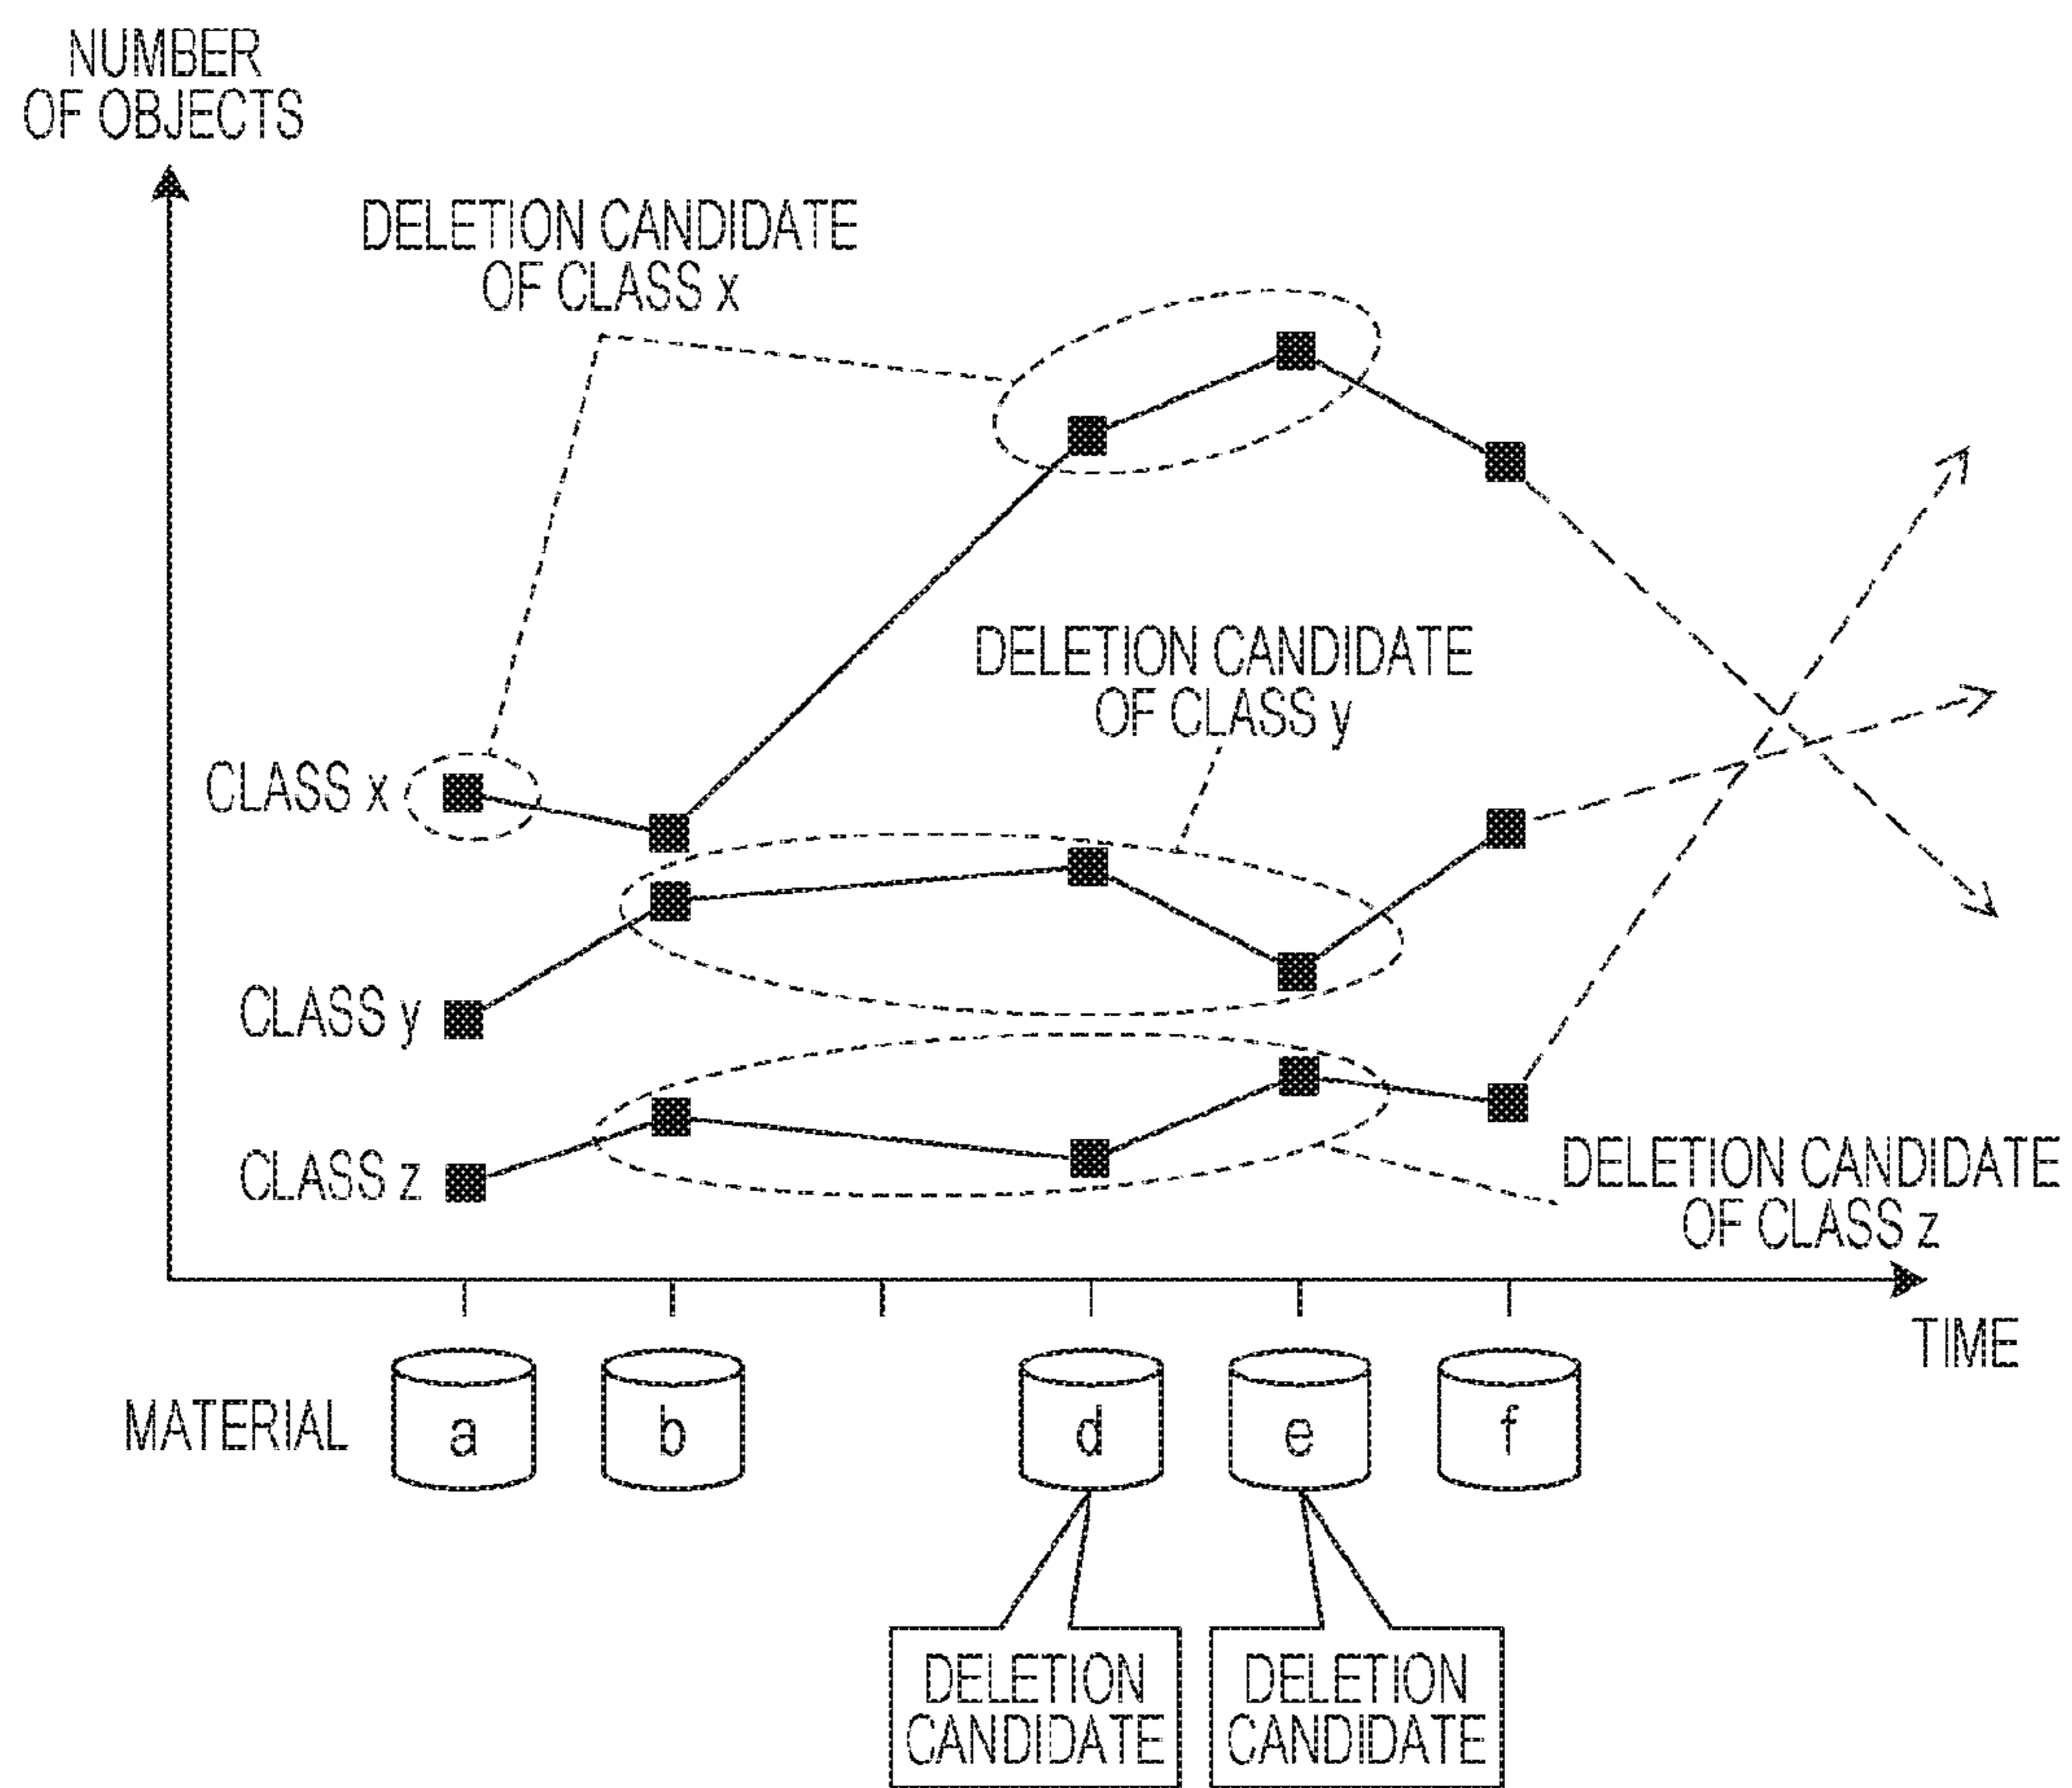 NUMBER
OF OBJECTS
DELETION CANDIDATE
OF CLASS x
DELETION CANDIDATE
OF CLASS y
CLASS x
CLASS y
CLASS z
DELETION CANDIDATE
OF CLASS z
TIME
MATERIAL a b d e f
DELETION
CANDIDATE
DELETION
CANDIDATE